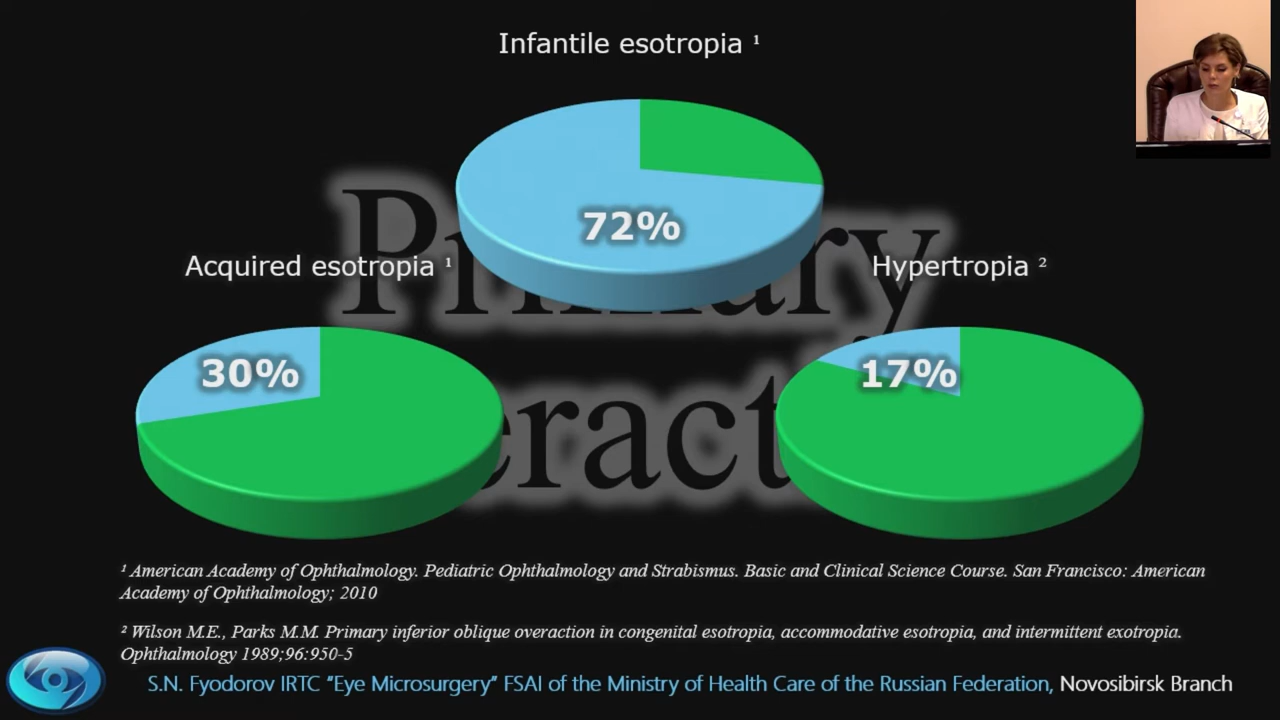 Infantile esotropia ¹
72%
Acquired esotropia ¹
Hypertropia ²
30%
17%
¹ American Academy of Ophthalmology. Pediatric Ophthalmology and Strabismus. Basic and Clinical Science Course. San Francisco: American
Academy of Ophthalmology; 2010
² Wilson M.E., Parks M.M. Primary inferior oblique overaction in congenital esotropia, accommodative esotropia, and intermittent exotropia.
Ophthalmology 1989;96:950-5
S.N. Fyodorov IRTC “Eye Microsurgery” FSAI of the Ministry of Health Care of the Russian Federation, Novosibirsk Branch